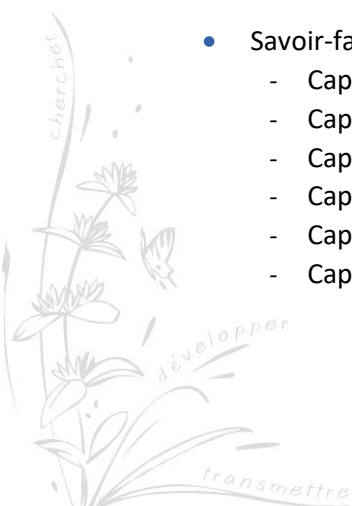 chercher
• Savoir-fa
- Cap
- Cap
- Cap
- Cap
- Cap
- Cap
développer
transmettre